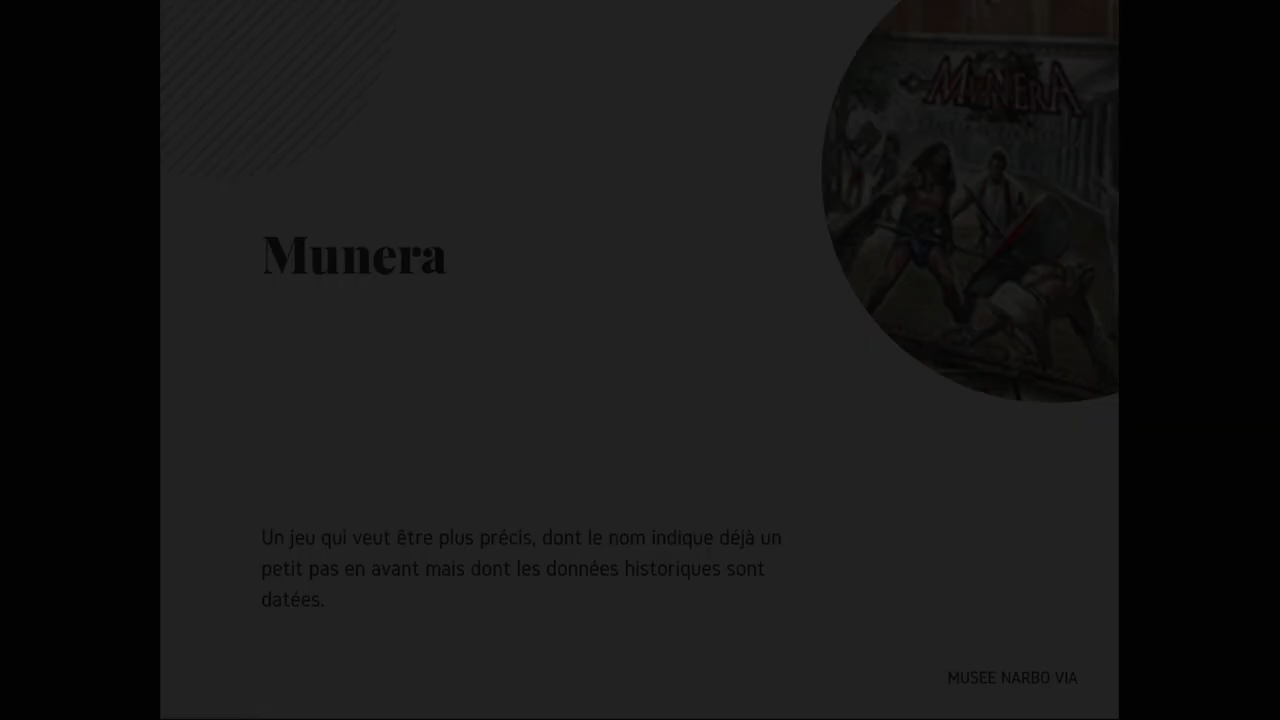 MUNERA
Munera
Un jeu qui veut être plus précis, dont le nom indique déjà un
petit pas en avant mais dont les données historiques sont
datées.
MUSEE NARBO VIA